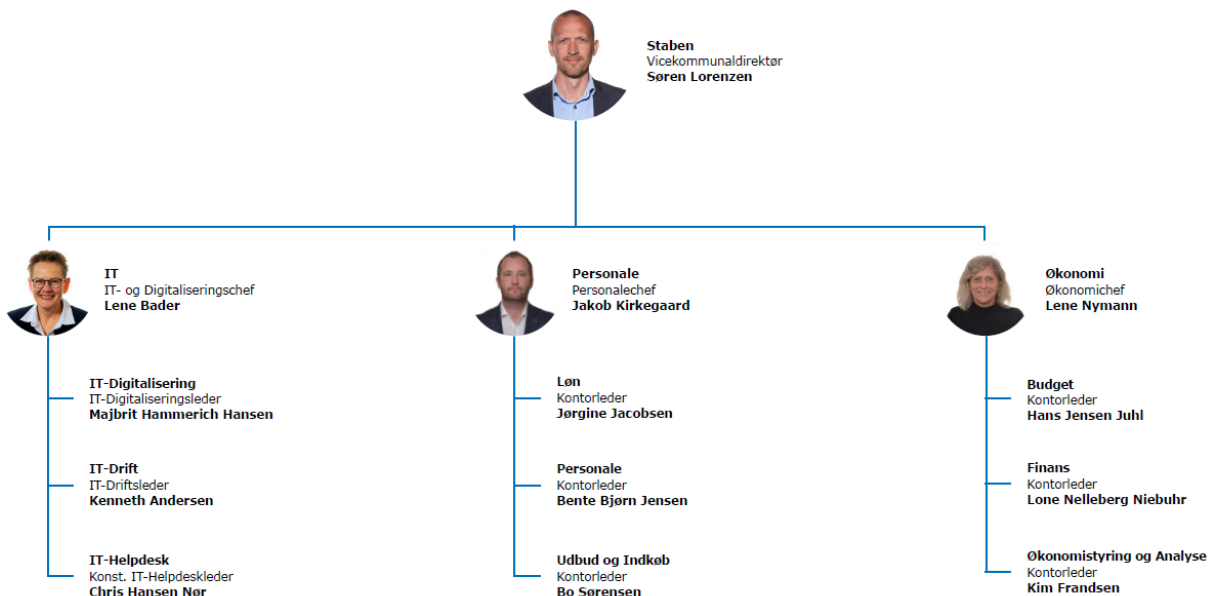 Staben
Vicekommunaldirektør
Søren Lorenzen
IT
IT- og Digitaliseringschef
Lene Bader
Personale
Personalechef
Jakob Kirkegaard
Økonomi
Økonomichef
Lene Nymann
IT-Digitalisering
IT-Digitaliseringsleder
Majbrit Hammerich Hansen
IT-Drift
IT-Driftsleder
Kenneth Andersen
IT-Helpdesk
Konst. IT-Helpdeskleder
Chris Hansen Nør
Løn
Kontorleder
Jørgine Jacobsen
Personale
Kontorleder
Bente Bjørn Jensen
Udbud og Indkøb
Kontorleder
Bo Sørensen
Budget
Kontorleder
Hans Jensen Juhl
Finans
Kontorleder
Lone Nelleberg Niebuhr
Økonomistyring og Analyse
Kontorleder
Kim Frandsen